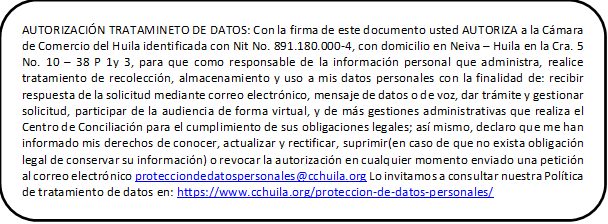 AUTORIZACIÓN TRATAMINETO DE DATOS: Con la firma de este documento usted AUTORIZA a la Cámara
de Comercio del Huila identificada con Nit No. 891.180.000-4, con domicilio en Neiva – Huila en la Cra. 5
No. 10 – 38 P 1y 3, para que como responsable de la información personal que administra, realice
tratamiento de recolección, almacenamiento y uso a mis datos personales con la finalidad de: recibir
respuesta de la solicitud mediante correo electrónico, mensaje de datos o de voz, dar trámite y gestionar
solicitud, participar de la audiencia de forma virtual, y de más gestiones administrativas que realiza el
Centro de Conciliación para el cumplimiento de sus obligaciones legales; así mismo, declaro que me han
informado mis derechos de conocer, actualizar y rectificar, suprimir(en caso de que no exista obligación
legal de conservar su información) o revocar la autorización en cualquier momento enviado una petición
al correo electrónico protecciondedatospersonales@cchuila.org Lo invitamos a consultar nuestra Política
de tratamiento de datos en: https://www.cchuila.org/proteccion-de-datos-personales/